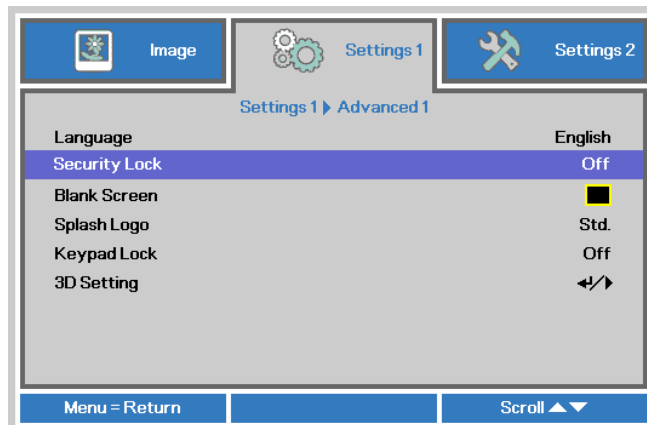 Image
Settings 1
Settings 2
Settings 1 ▶ Advanced 1
Language English
Security Lock Off
Blank Screen
Splash Logo Std.
Keypad Lock Off
3D Setting ↵/▶
Menu = Return Scroll ▲▼